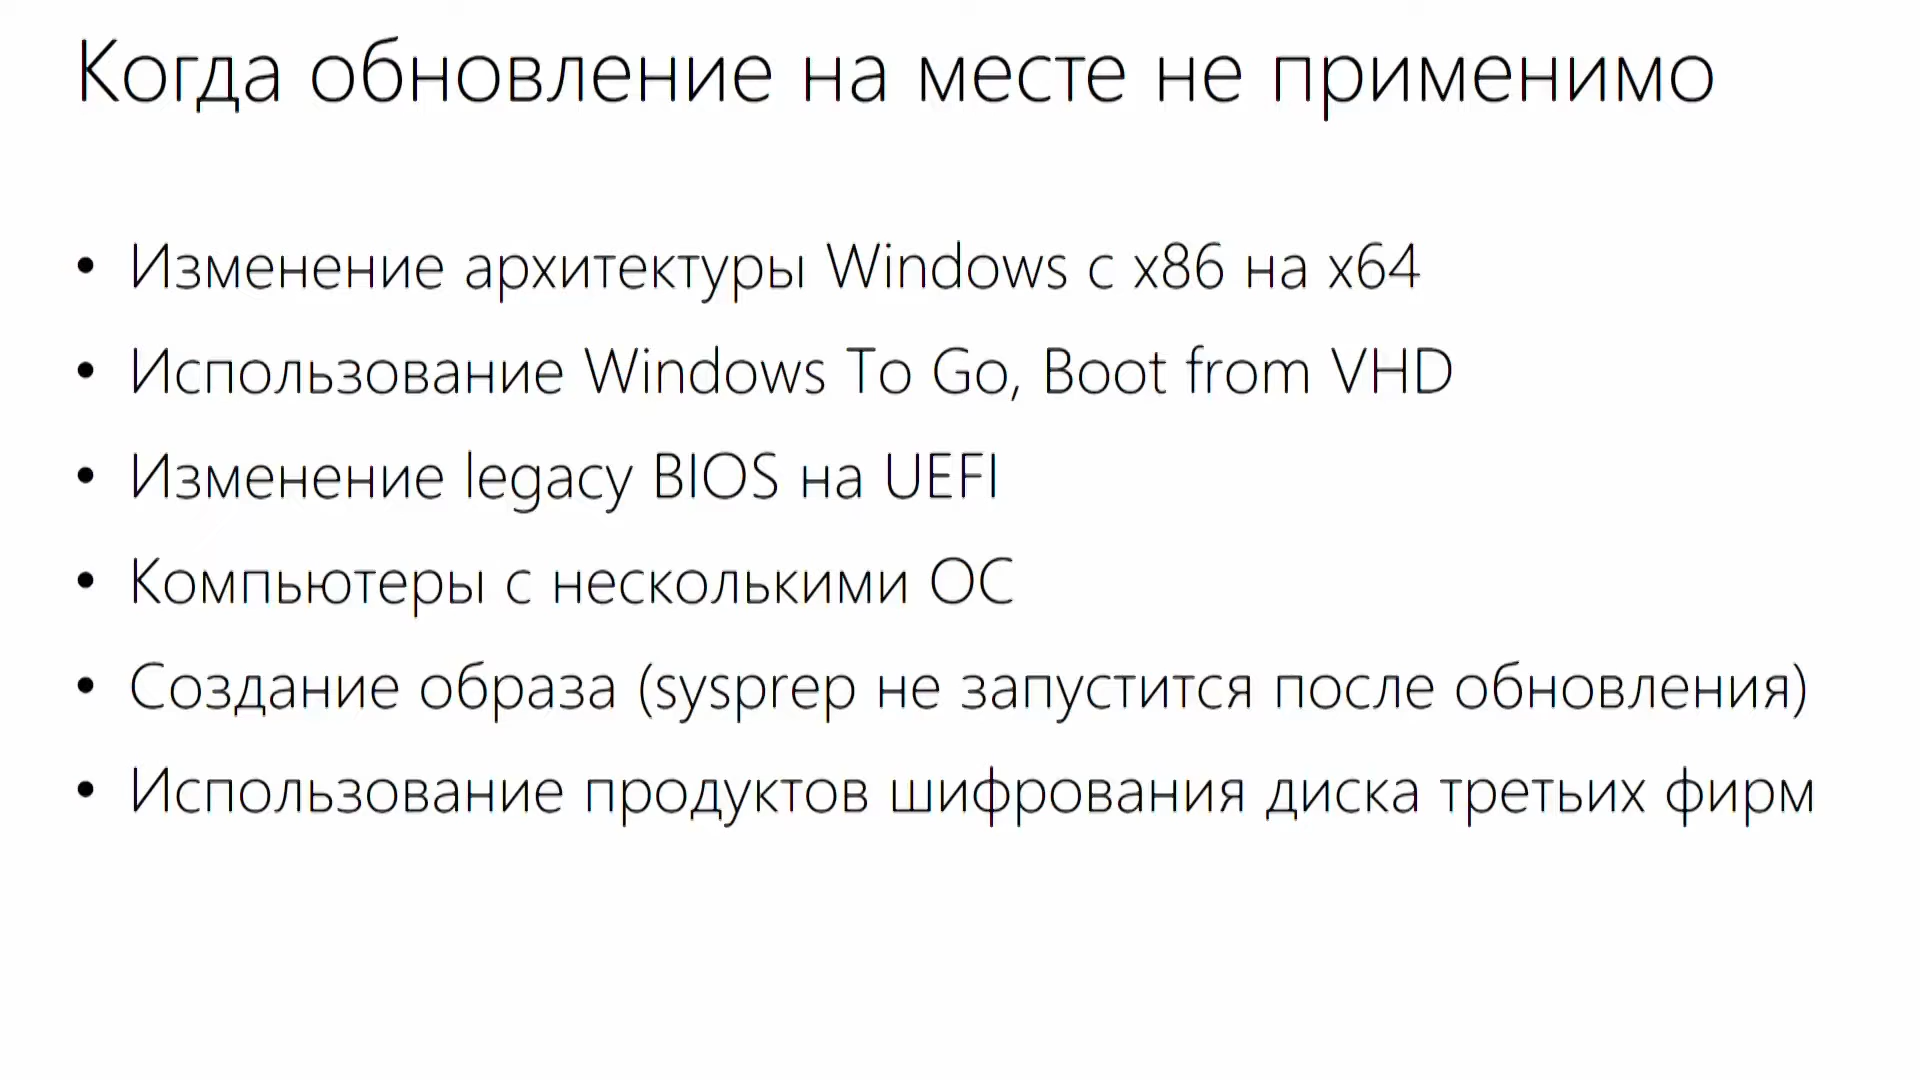 Когда обновление на месте не применимо
• Изменение архитектуры Windows с x86 на x64
• Использование Windows To Go, Boot from VHD
• Изменение legacy BIOS на UEFI
• Компьютеры с несколькими ОС
• Создание образа (sysprep не запустится после обновления)
• Использование продуктов шифрования диска третьих фирм